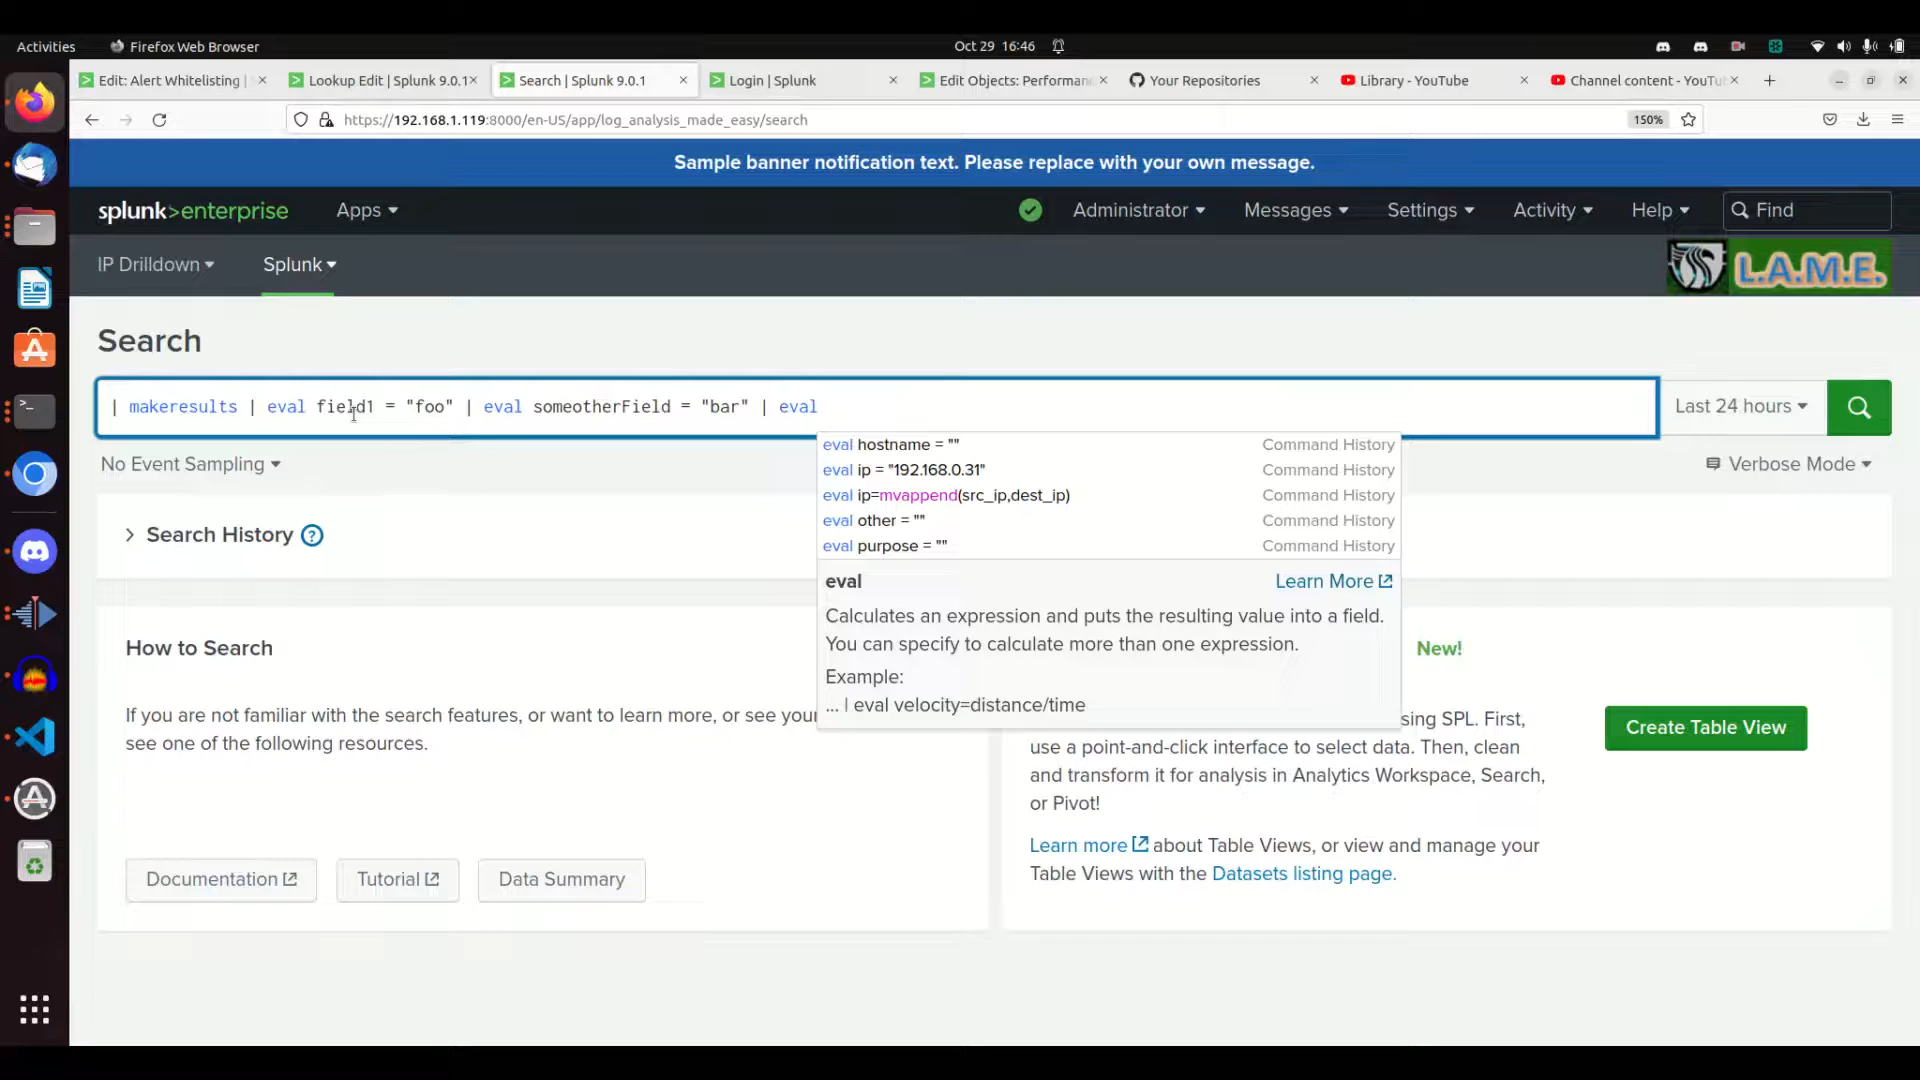 Activities
Firefox Web Browser
Oct 29 16:46
Edit: Alert Whitelisting |
Lookup Edit | Splunk 9.0.1
Search | Splunk 9.0.1
Login | Splunk
Edit Objects: Performan
Your Repositories
Library - YouTube
Channel content - YouTu
https://192.168.1.119:8000/en-US/app/log_analysis_made_easy/search
150%
Sample banner notification text. Please replace with your own message.
splunk>enterprise
Apps
Administrator
Messages
Settings
Activity
Help
Find
IP Drilldown
Splunk
L.A.M.E.
Search
| makeresults | eval field1 = "foo" | eval someotherField = "bar" | eval
Last 24 hours
eval hostname = "" Command History
eval ip = "192.168.0.31" Command History
eval ip=mvappend(src_ip,dest_ip) Command History
eval other = "" Command History
eval purpose = "" Command History
eval
Learn More
Calculates an expression and puts the resulting value into a field.
You can specify to calculate more than one expression.
Example:
... | eval velocity=distance/time
No Event Sampling
Verbose Mode
Search History ?
How to Search
If you are not familiar with the search features, or want to learn more, or see your
see one of the following resources.
Documentation
Tutorial
Data Summary
New!
sing SPL. First,
use a point-and-click interface to select data. Then, clean
and transform it for analysis in Analytics Workspace, Search,
or Pivot!
Learn more about Table Views, or view and manage your
Table Views with the Datasets listing page.
Create Table View